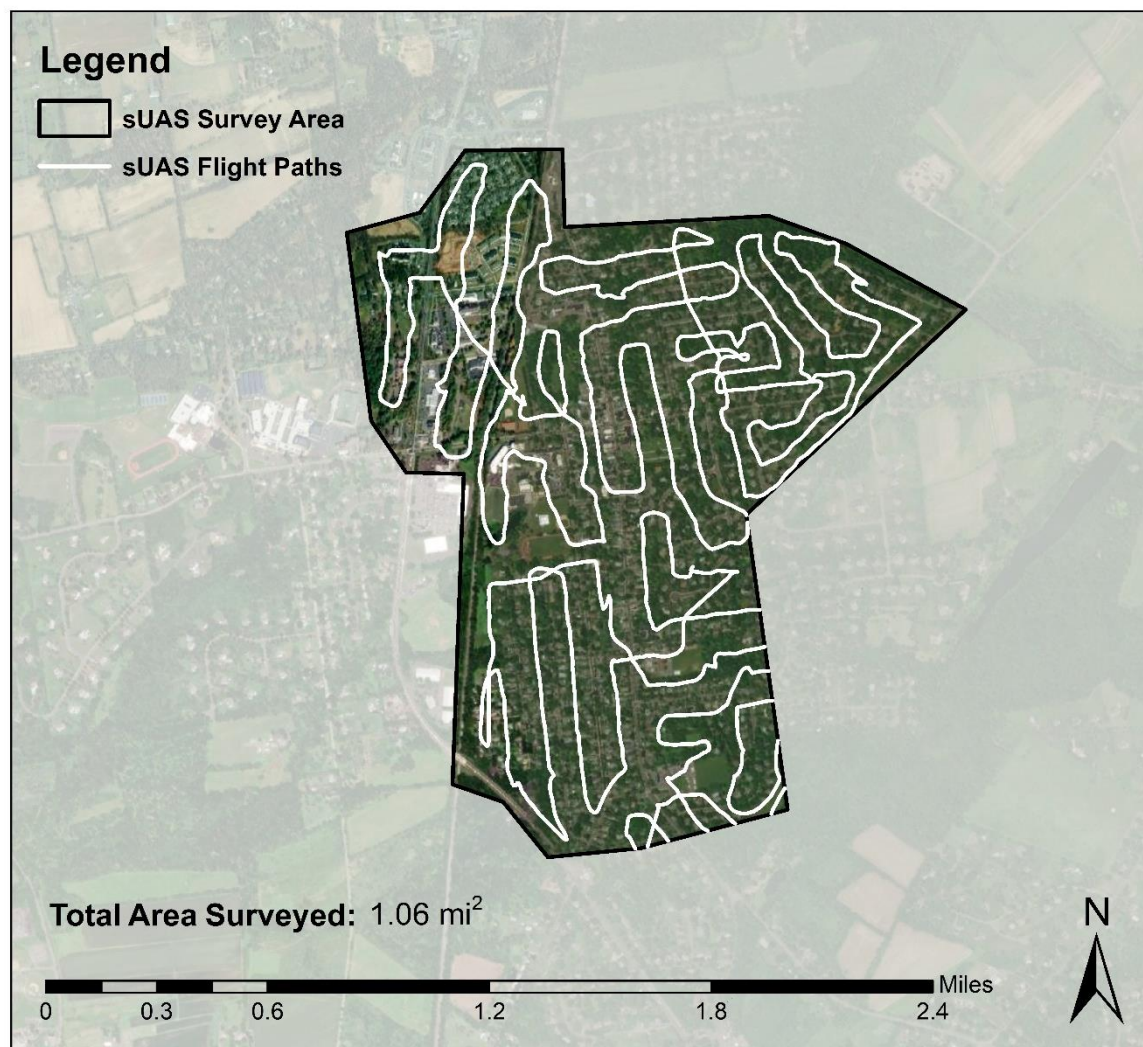 Legend
sUAS Survey Area
sUAS Flight Paths
Total Area Surveyed: 1.06 mi²
N
Miles
0 0.3 0.6 1.2 1.8 2.4